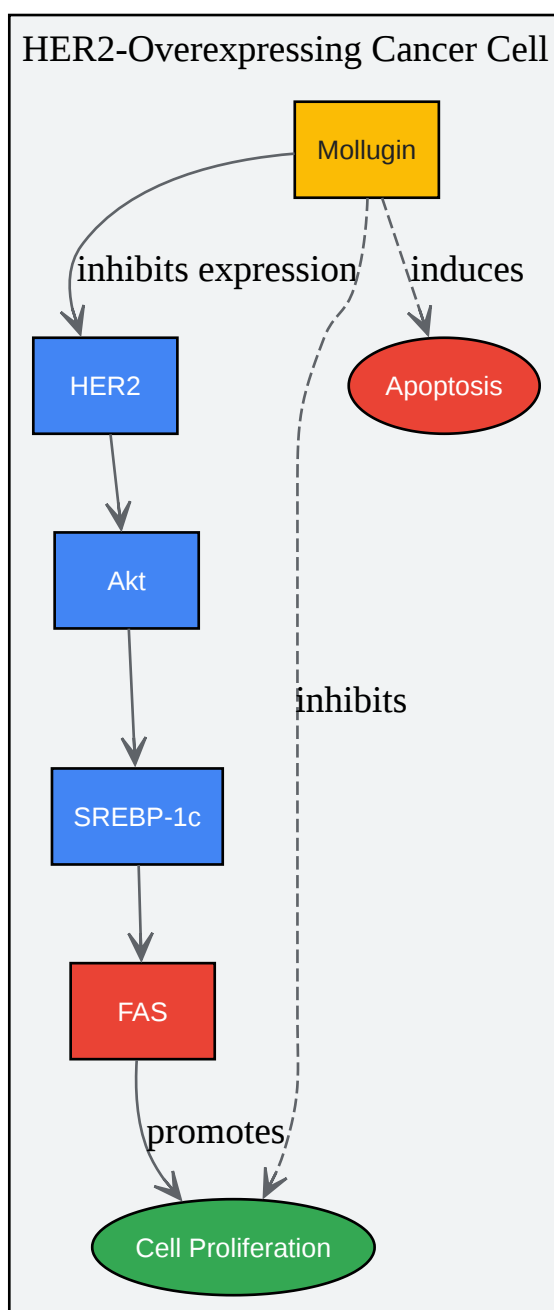 HER2-Overexpressing Cancer Cell
Mollugin
inhibits expression
induces
HER2
Apoptosis
Akt
inhibits
SREBP-1c
FAS
promotes
Cell Proliferation